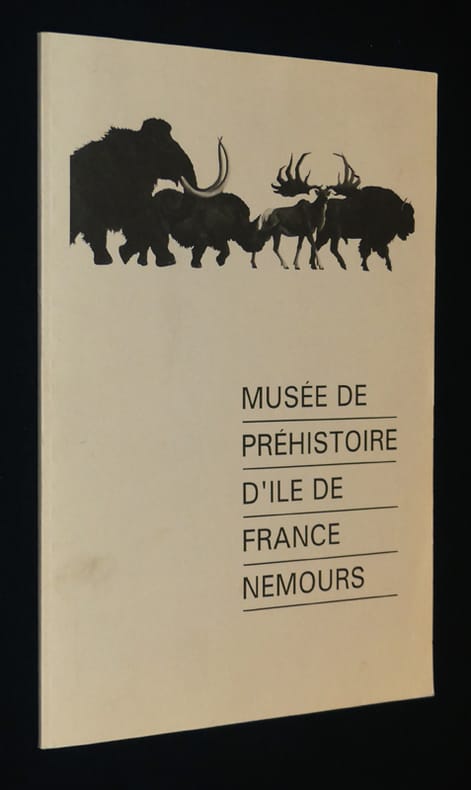 MUSÉE DE
PRÉHISTOIRE
D'ILE DE
FRANCE
NEMOURS